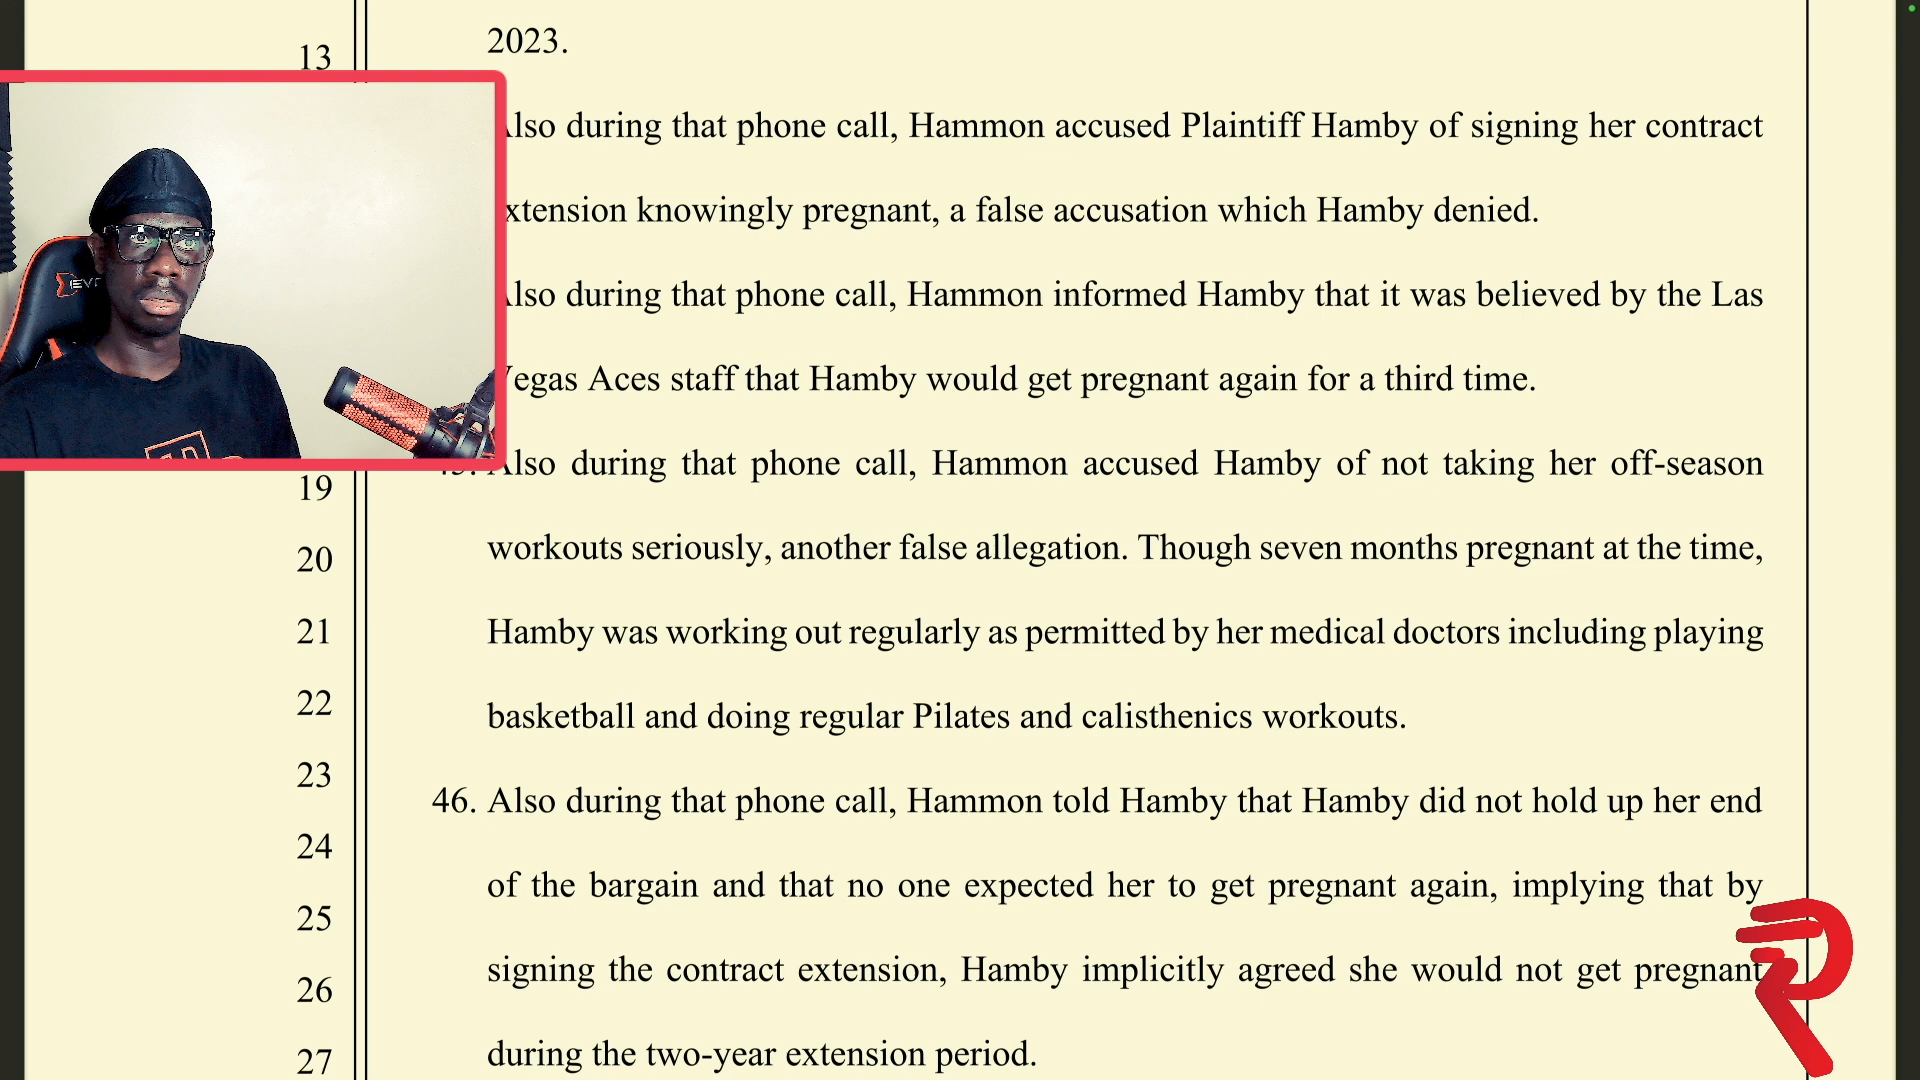 2023.
13
Also during that phone call, Hammon accused Plaintiff Hamby of signing her contract
extension knowingly pregnant, a false accusation which Hamby denied.
Also during that phone call, Hammon informed Hamby that it was believed by the Las
Vegas Aces staff that Hamby would get pregnant again for a third time.
45. Also during that phone call, Hammon accused Hamby of not taking her off-season
19
workouts seriously, another false allegation. Though seven months pregnant at the time,
20
Hamby was working out regularly as permitted by her medical doctors including playing
21
basketball and doing regular Pilates and calisthenics workouts.
22
23
46. Also during that phone call, Hammon told Hamby that Hamby did not hold up her end
24
of the bargain and that no one expected her to get pregnant again, implying that by
25
signing the contract extension, Hamby implicitly agreed she would not get pregnant
26
during the two-year extension period.
27